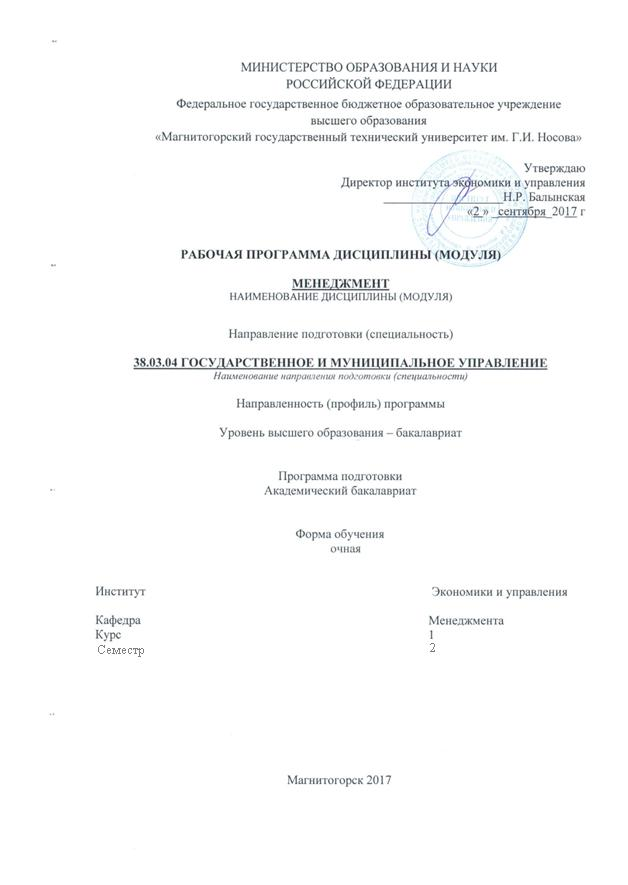 МИНИСТЕРСТВО ОБРАЗОВАНИЯ И НАУКИ
РОССИЙСКОЙ ФЕДЕРАЦИИ
Федеральное государственное бюджетное образовательное учреждение
высшего образования
«Магнитогорский государственный технический университет им. Г.И. Носова»
Утверждаю
Директор института экономики и управления
___________________Н.Р. Балынская
«2 » _сентября_2017 г
РАБОЧАЯ ПРОГРАММА ДИСЦИПЛИНЫ (МОДУЛЯ)
МЕНЕДЖМЕНТ
НАИМЕНОВАНИЕ ДИСЦИПЛИНЫ (МОДУЛЯ)
Направление подготовки (специальность)
38.03.04 ГОСУДАРСТВЕННОЕ И МУНИЦИПАЛЬНОЕ УПРАВЛЕНИЕ
Наименование направления подготовки (специальности)
Направленность (профиль) программы
Уровень высшего образования – бакалавриат
Программа подготовки
Академический бакалавриат
Форма обучения
очная
Институт Экономики и управления
Кафедра Менеджмента
Курс 1
Семестр 2
Магнитогорск 2017